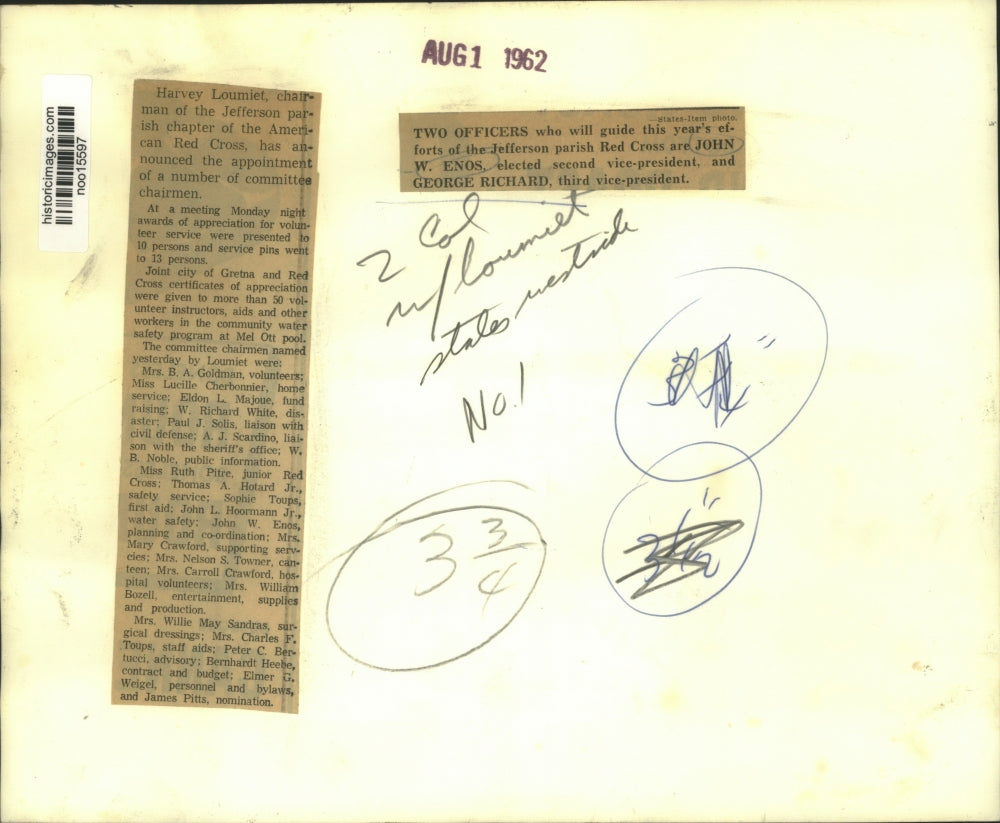 AUG 1 1962
historicimages.com
noo15597
Harvey Loumiet, chair-
man of the Jefferson par-
ish chapter of the Ameri-
can Red Cross, has an-
nounced the appointment
of a number of committee
chairmen.
At a meeting Monday night
awards of appreciation for volun-
teer service were presented to
10 persons and service pins went
to 13 persons.
Joint city of Gretna and Red
Cross certificates of appreciation
were given to more than 50 vol-
unteer instructors, aids and other
workers in the community water
safety program at Mel Ott pool.
The committee chairmen named
yesterday by Loumiet were:
Mrs. B. A. Goldman, volunteers;
Miss Lucille Cherbonnier, home
service; Eldon L. Majoue, fund
raising; W. Richard White, dis-
aster; Paul J. Solis, liaison with
civil defense; A. J. Scardino, liai-
son with the sheriff's office; W.
B. Noble, public information.
Miss Ruth Pitre, junior Red
Cross; Thomas A. Hotard Jr.,
safety service; Sophie Toups,
first aid; John L. Hoormann Jr.,
water safety; John W. Enos,
planning and co-ordination; Mrs.
Mary Crawford, supporting serv-
cies; Mrs. Nelson S. Towner, can-
teen; Mrs. Carroll Crawford, hos-
pital volunteers; Mrs. William
Bozell, entertainment, supplies
and production.
Mrs. Willie May Sandras, sur-
gical dressings; Mrs. Charles F.
Toups, staff aids; Peter C. Ber-
tucci, advisory; Bernhardt Heebe,
contract and budget; Elmer G.
Weigel, personnel and bylaws,
and James Pitts, nomination.
—States-Item photo.
TWO OFFICERS who will guide this year's ef-
forts of the Jefferson parish Red Cross are JOHN
W. ENOS, elected second vice-president, and
GEORGE RICHARD, third vice-president.
2 Col
w/ loumiet
states westside
No. 1
3 3/4
3 1/2"